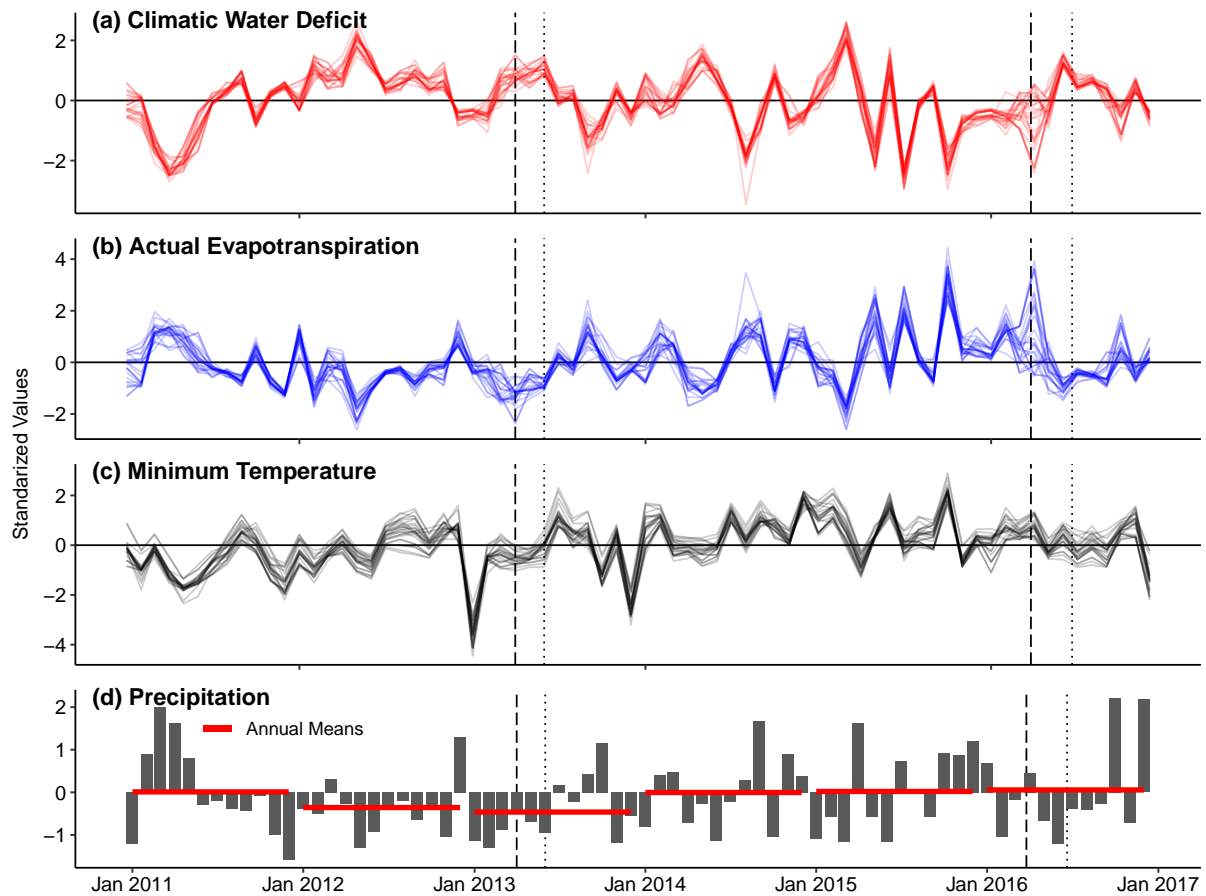 (a) Climatic Water Deficit
2
0
−2
(b) Actual Evapotranspiration
4
2
0
−2
Standarized Values
(c) Minimum Temperature
2
0
−2
−4
(d) Precipitation
2
Annual Means
1
0
−1
Jan 2011 Jan 2012 Jan 2013 Jan 2014 Jan 2015 Jan 2016 Jan 2017